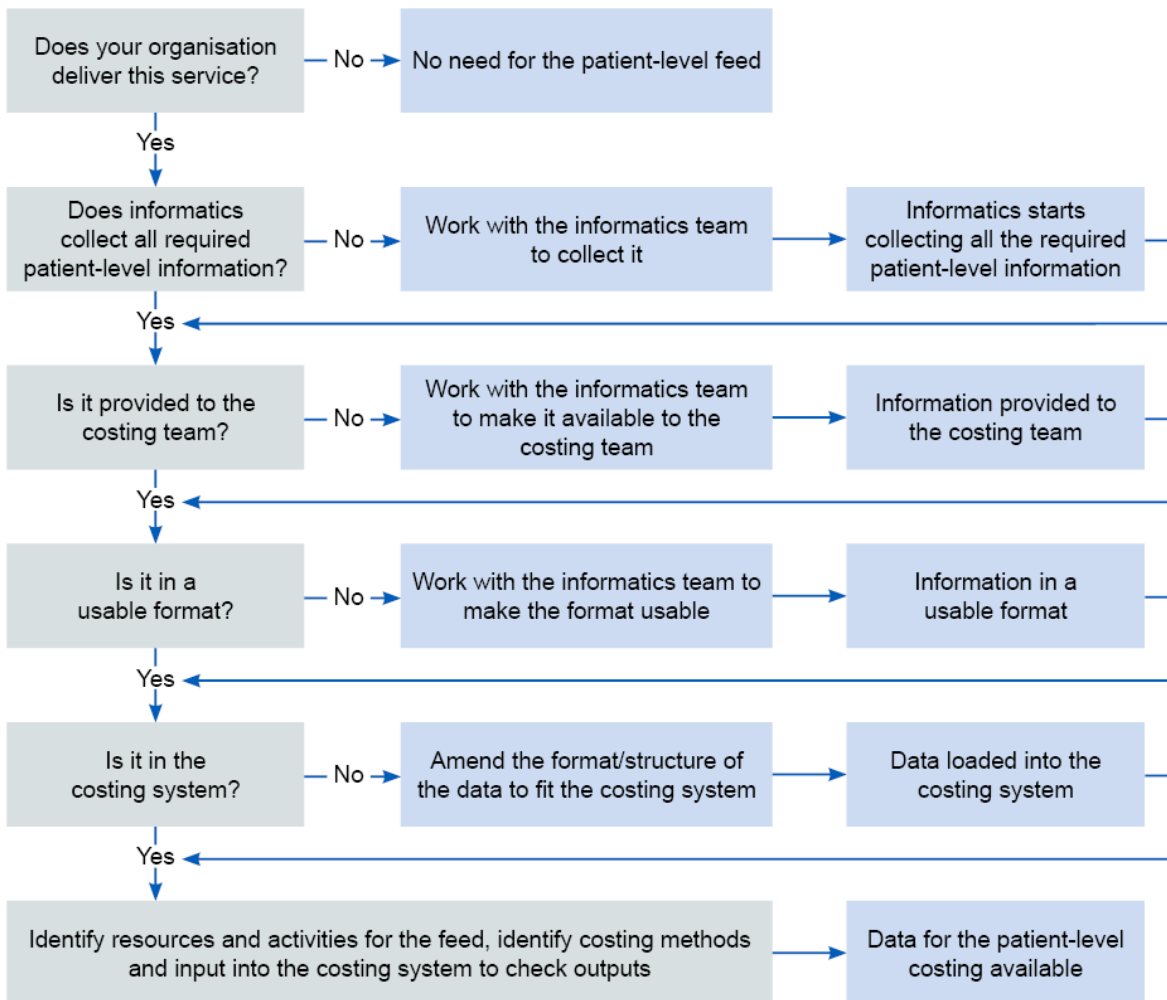 Does your organisation
deliver this service?
No
No need for the patient-level feed
Yes
Does informatics
collect all required
patient-level information?
No
Work with the informatics team
to collect it
Informatics starts
collecting all the required
patient-level information
Yes
Is it provided to the
costing team?
No
Work with the informatics team
to make it available to the
costing team
Information provided to
the costing team
Yes
Is it in a
usable format?
No
Work with the informatics team to
make the format usable
Information in a
usable format
Yes
Is it in the
costing system?
No
Amend the format/structure of
the data to fit the costing system
Data loaded into the
costing system
Yes
Identify resources and activities for the feed, identify costing methods
and input into the costing system to check outputs
Data for the patient-level
costing available